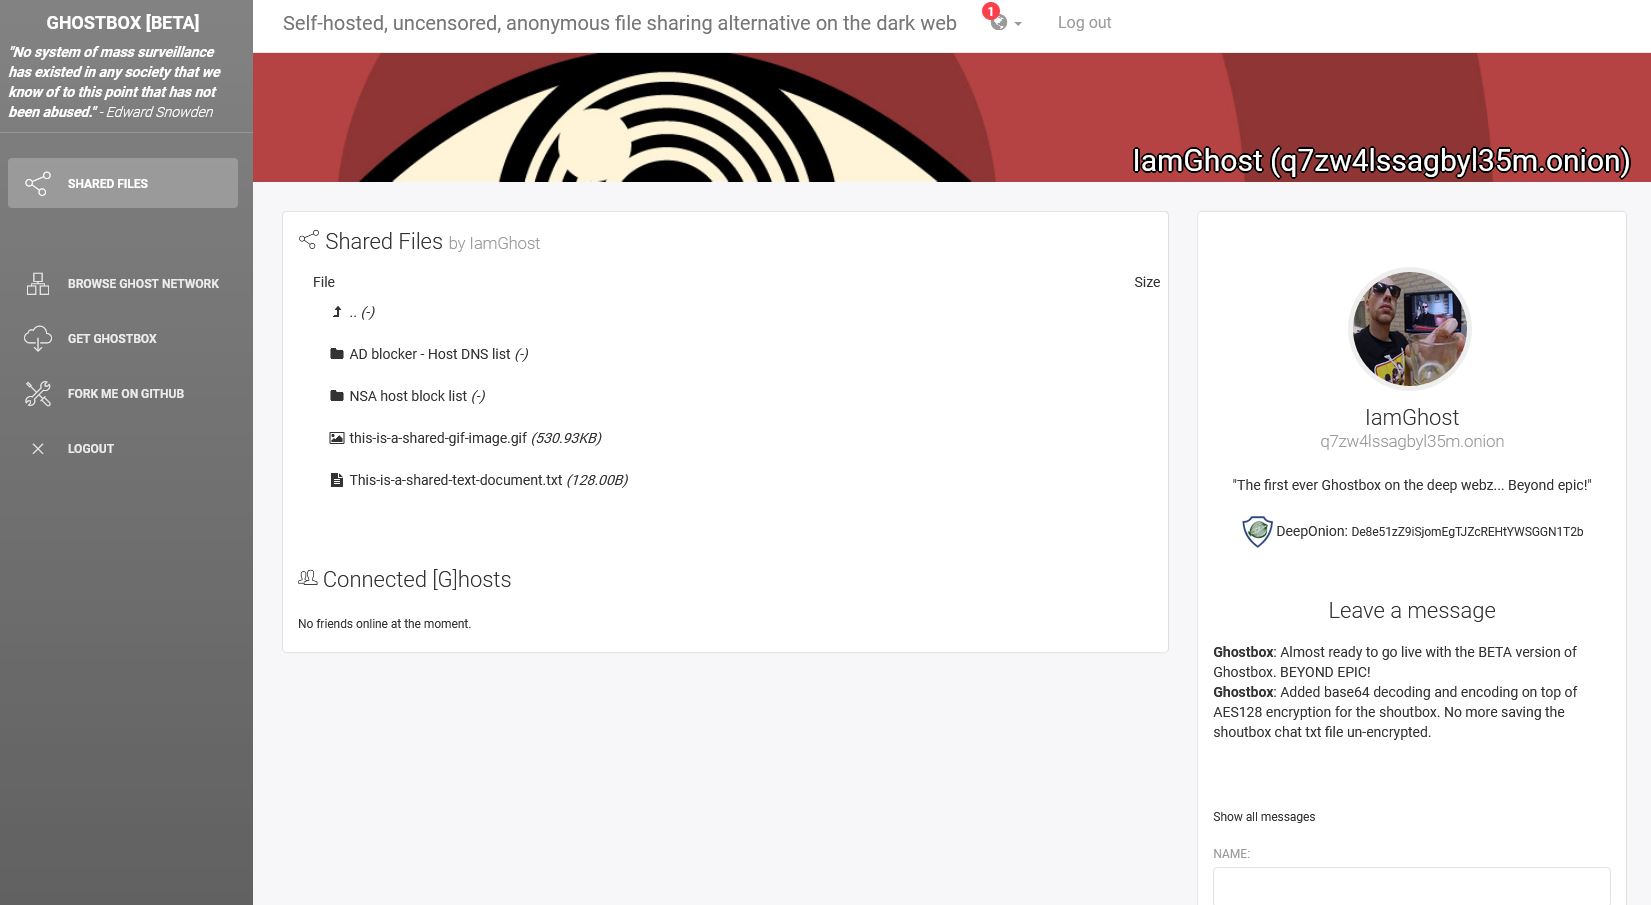 GHOSTBOX [BETA]
"No system of mass surveillance
has existed in any society that we
know of to this point that has not
been abused." - Edward Snowden
SHARED FILES
BROWSE GHOST NETWORK
GET GHOSTBOX
FORK ME ON GITHUB
LOGOUT
Self-hosted, uncensored, anonymous file sharing alternative on the dark web
1
Log out
IamGhost (q7zw4lssagbyl35m.onion)
Shared Files by IamGhost
File Size
.. (-)
AD blocker - Host DNS list (-)
NSA host block list (-)
this-is-a-shared-gif-image.gif (530.93KB)
This-is-a-shared-text-document.txt (128.00B)
Connected [G]hosts
No friends online at the moment.
IamGhost
q7zw4lssagbyl35m.onion
"The first ever Ghostbox on the deep webz... Beyond epic!"
DeepOnion: De8e51zZ9iSjomEgTJZcREHtYWSGGN1T2b
Leave a message
Ghostbox: Almost ready to go live with the BETA version of
Ghostbox. BEYOND EPIC!
Ghostbox: Added base64 decoding and encoding on top of
AES128 encryption for the shoutbox. No more saving the
shoutbox chat txt file un-encrypted.
Show all messages
NAME: